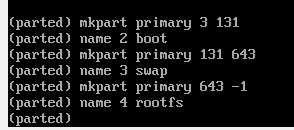 (parted) mkpart primary 3 131
(parted) name 2 boot
(parted) mkpart primary 131 643
(parted) name 3 swap
(parted) mkpart primary 643 -1
(parted) name 4 rootfs
(parted)